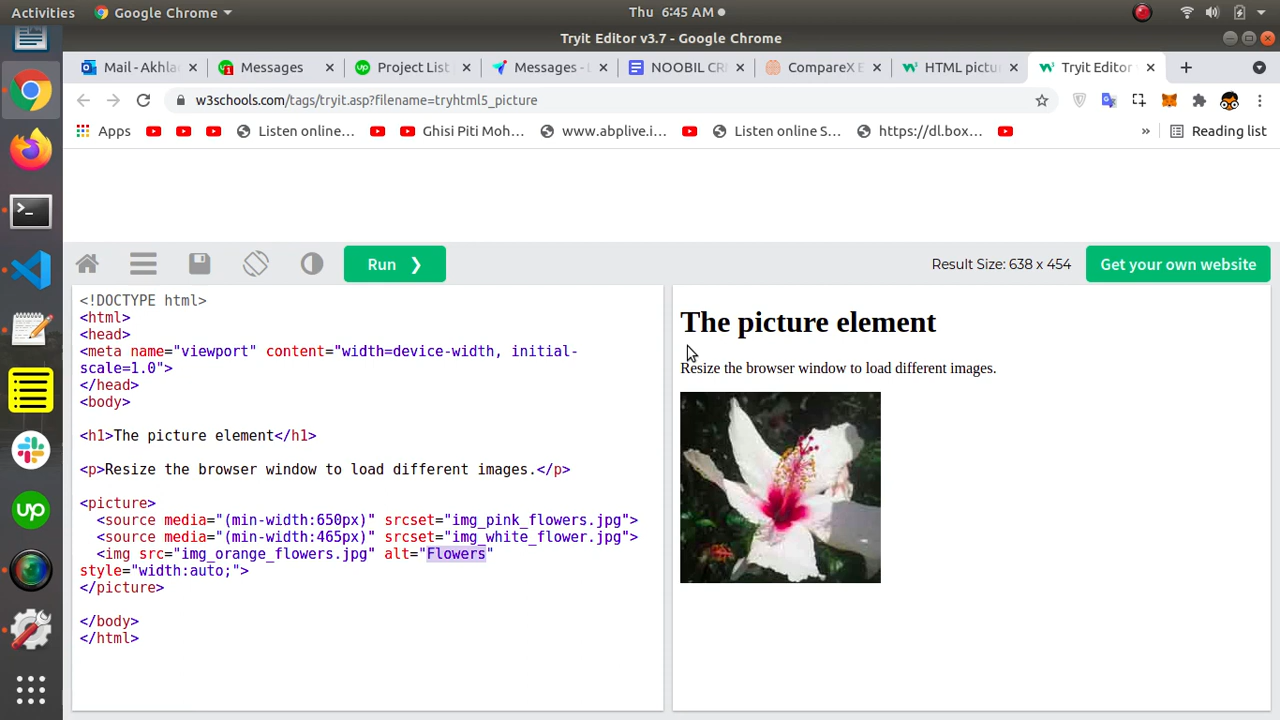 Activities
Google Chrome
Thu 6:45 AM
Tryit Editor v3.7 - Google Chrome
Mail - Akhla
Messages
Project List
Messages - L
NOOBIL CR
CompareX E
HTML pictu
Tryit Editor
w3schools.com/tags/tryit.asp?filename=tryhtml5_picture
Apps
Listen online...
Ghisi Piti Moh...
www.abplive.i...
Listen online S...
https://dl.box...
»
Reading list
Run ❯
Result Size: 638 x 454
Get your own website
<!DOCTYPE html>
<html>
<head>
<meta name="viewport" content="width=device-width, initial-
scale=1.0">
</head>
<body>
<h1>The picture element</h1>
<p>Resize the browser window to load different images.</p>
<picture>
<source media="(min-width:650px)" srcset="img_pink_flowers.jpg">
<source media="(min-width:465px)" srcset="img_white_flower.jpg">
<img src="img_orange_flowers.jpg" alt="Flowers"
style="width:auto;">
</picture>
</body>
</html>
The picture element
Resize the browser window to load different images.
up